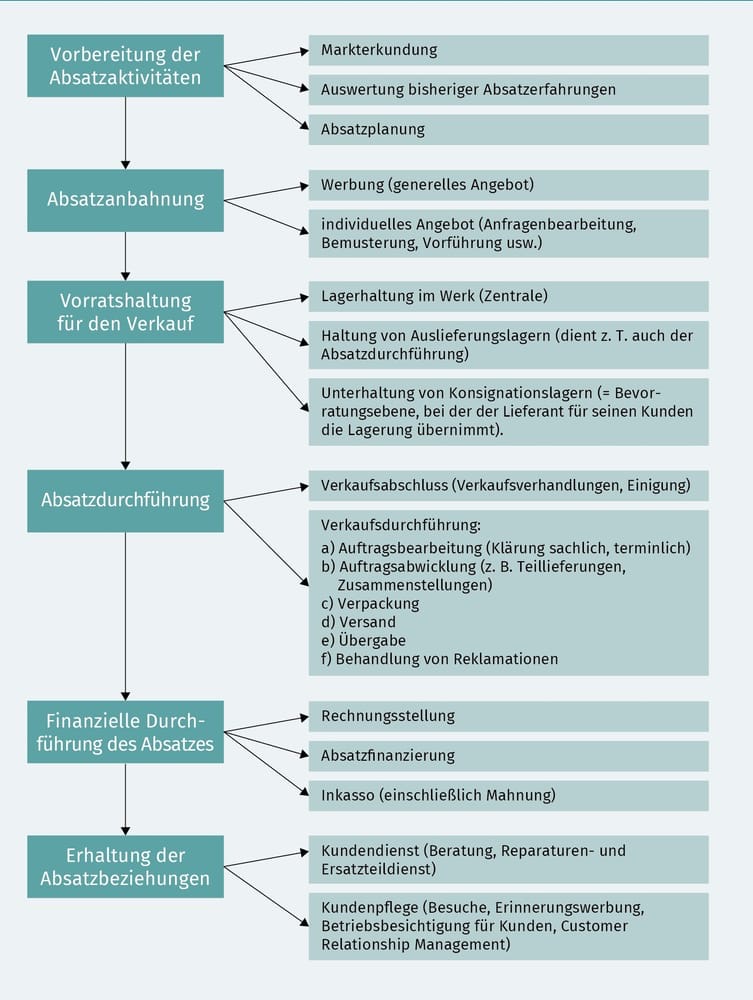 Vorbereitung der
Absatzaktivitäten
Markterkundung
Auswertung bisheriger Absatzerfahrungen
Absatzplanung
Absatzanbahnung
Werbung (generelles Angebot)
individuelles Angebot (Anfragenbearbeitung,
Bemusterung, Vorführung usw.)
Vorratshaltung
für den Verkauf
Lagerhaltung im Werk (Zentrale)
Haltung von Auslieferungslagern (dient z. T. auch der
Absatzdurchführung)
Unterhaltung von Konsignationslagern (= Bevor-
ratungsebene, bei der der Lieferant für seinen Kunden
die Lagerung übernimmt).
Absatzdurchführung
Verkaufsabschluss (Verkaufsverhandlungen, Einigung)
Verkaufsdurchführung:
a) Auftragsbearbeitung (Klärung sachlich, terminlich)
b) Auftragsabwicklung (z. B. Teillieferungen,
Zusammenstellungen)
c) Verpackung
d) Versand
e) Übergabe
f) Behandlung von Reklamationen
Finanzielle Durch-
führung des Absatzes
Rechnungsstellung
Absatzfinanzierung
Inkasso (einschließlich Mahnung)
Erhaltung der
Absatzbeziehungen
Kundendienst (Beratung, Reparaturen- und
Ersatzteildienst)
Kundenpflege (Besuche, Erinnerungswerbung,
Betriebsbesichtigung für Kunden, Customer
Relationship Management)